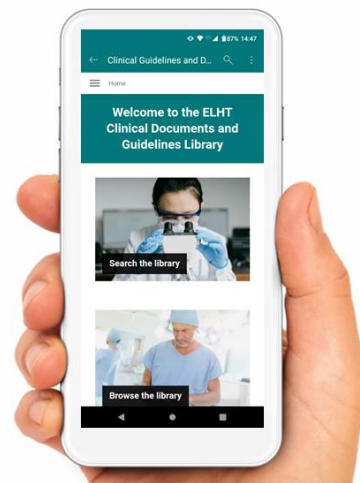 87% 14:47
Clinical Guidelines and D...
Home
Welcome to the ELHT
Clinical Documents and
Guidelines Library
Search the library
Browse the library